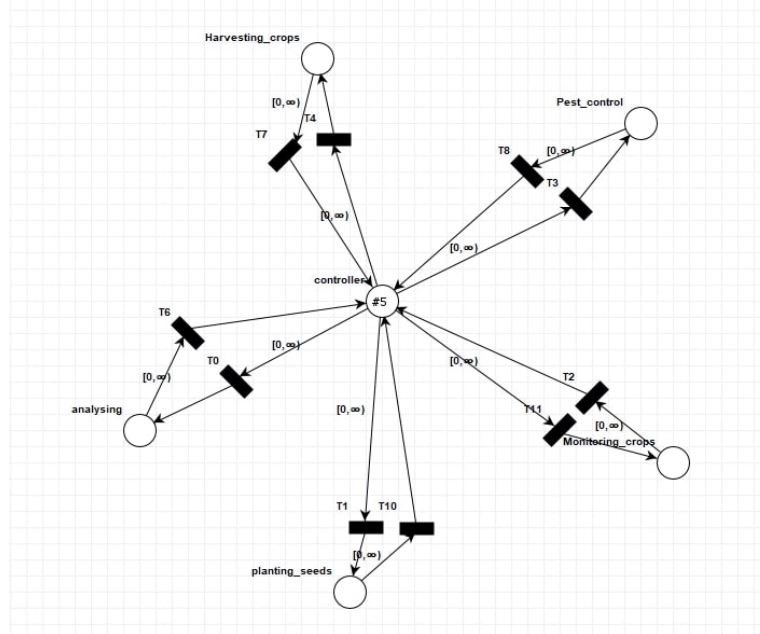 Harvesting_crops
Pest_control
[0,∞)
T4
T7
T8
[0,∞)
T3
[0,∞)
[0,∞)
controller
#5
T6
[0,∞)
T0
[0,∞)
T2
[0,∞)
analysing
T11
[0,∞)
[0,∞)
Monitoring_crops
T1
T10
[0,∞)
planting_seeds